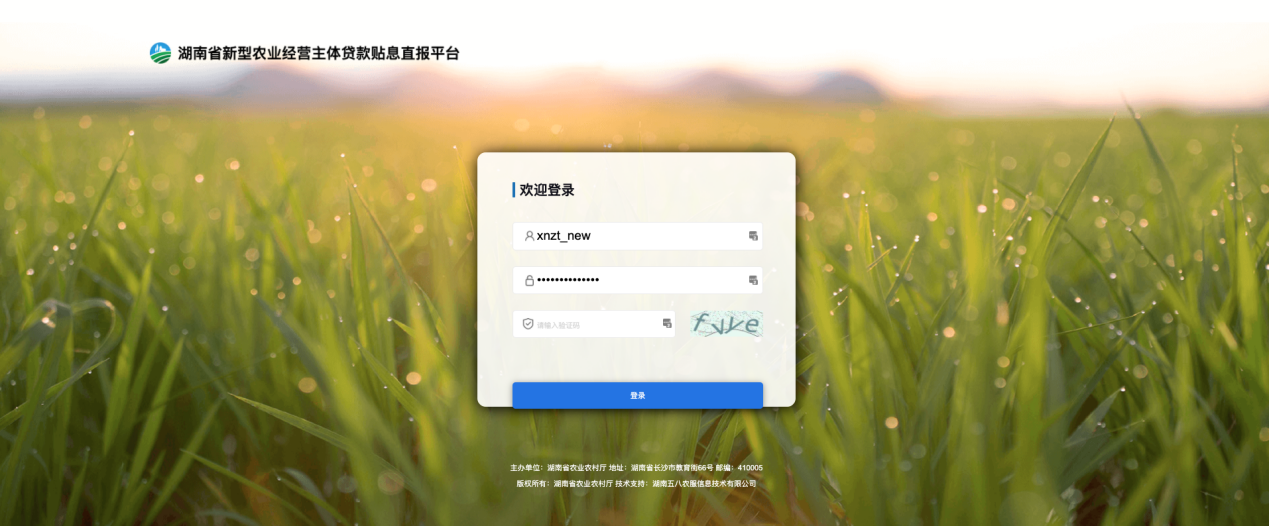 湖南省新型农业经营主体贷款贴息直报平台
欢迎登录
xnzt_new
••••••••••••••
请输入验证码
fvve
登录
主办单位：湖南省农业农村厅 地址：湖南省长沙市教育街66号 邮编：410005
版权所有：湖南省农业农村厅 技术支持：湖南五八农服信息技术有限公司